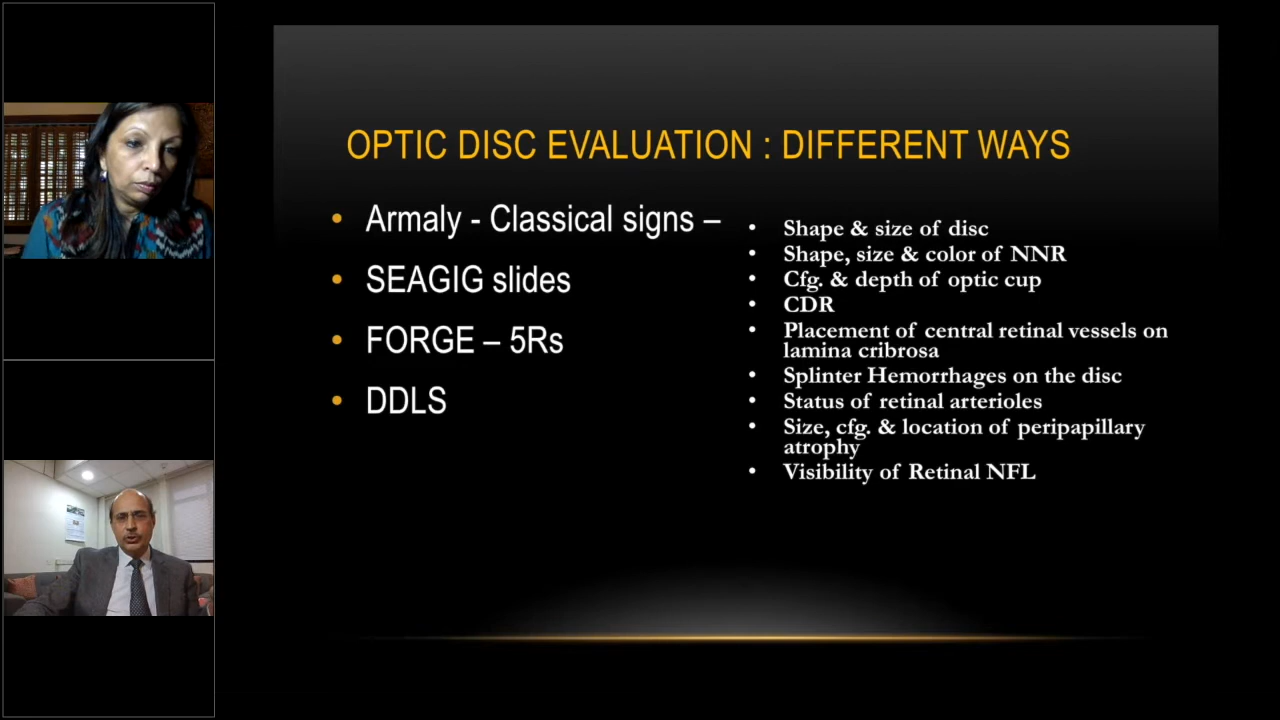 OPTIC DISC EVALUATION : DIFFERENT WAYS
• Armaly - Classical signs –
• SEAGIG slides
• FORGE – 5Rs
• DDLS
• Shape & size of disc
• Shape, size & color of NNR
• Cfg. & depth of optic cup
• CDR
• Placement of central retinal vessels on
lamina cribrosa
• Splinter Hemorrhages on the disc
• Status of retinal arterioles
• Size, cfg. & location of peripapillary
atrophy
• Visibility of Retinal NFL